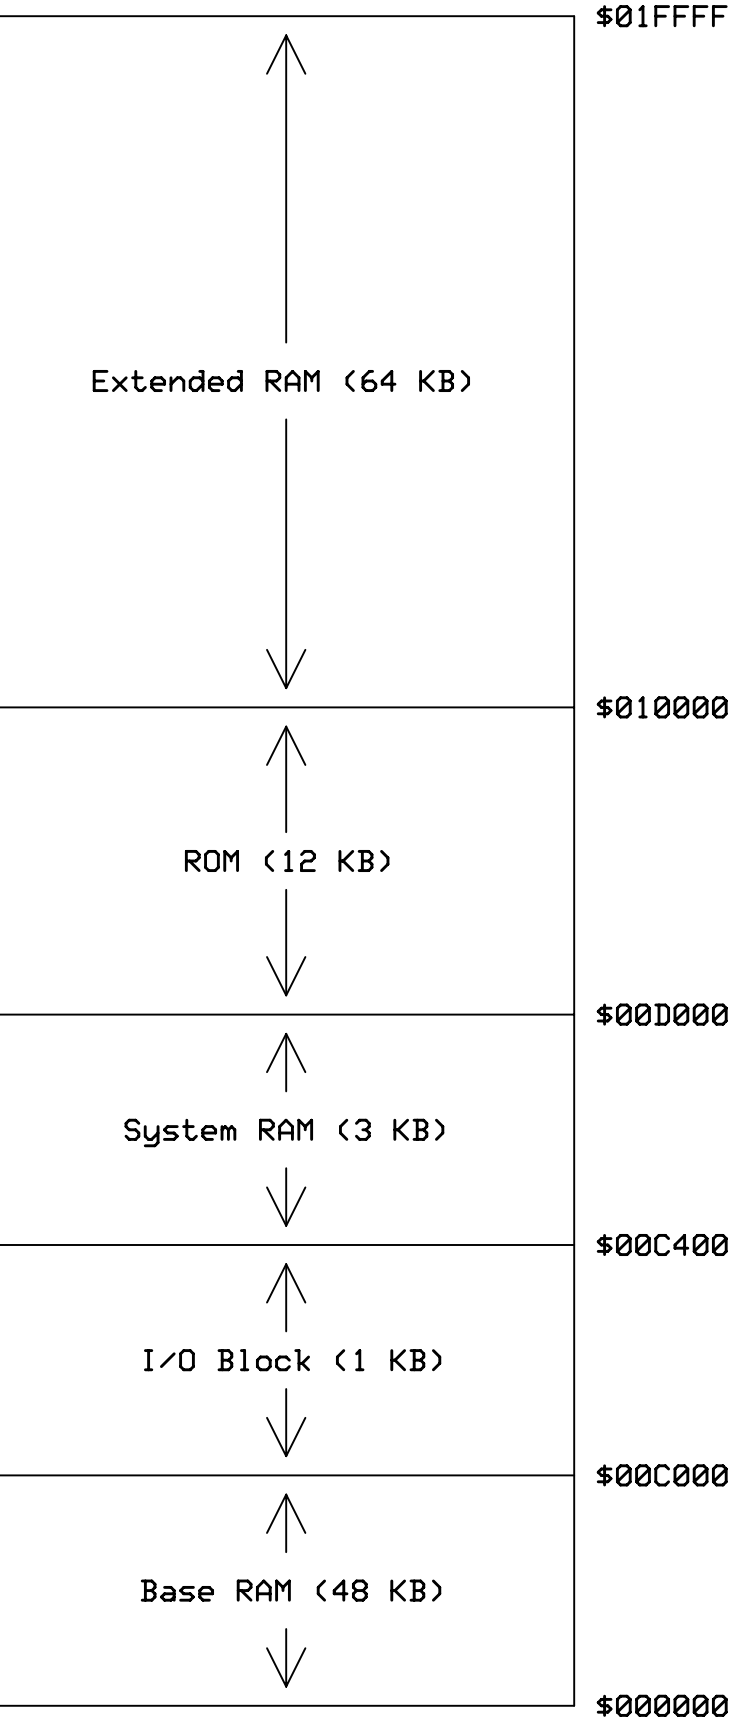 $01FFFF
Extended RAM (64 KB)
$010000
ROM (12 KB)
$00D000
System RAM (3 KB)
$00C400
I/O Block (1 KB)
$00C000
Base RAM (48 KB)
$000000